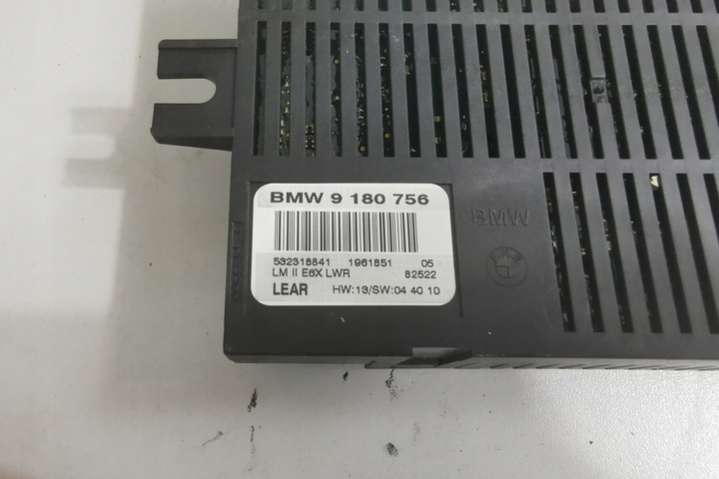 BMW 9 180 756
532318841 1961851 05
LM II E6X LWR 82522
LEAR HW:13/SW:04 40 10
BMW